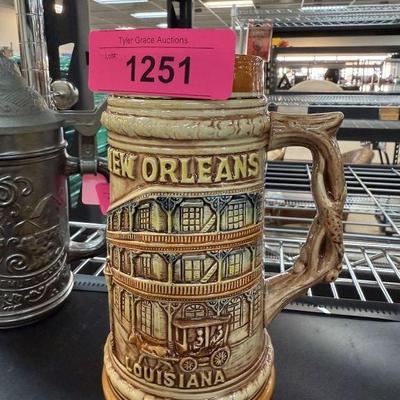 Tyler Grace Auctions
Lot#:
1251
NEW ORLEANS
LOUISIANA